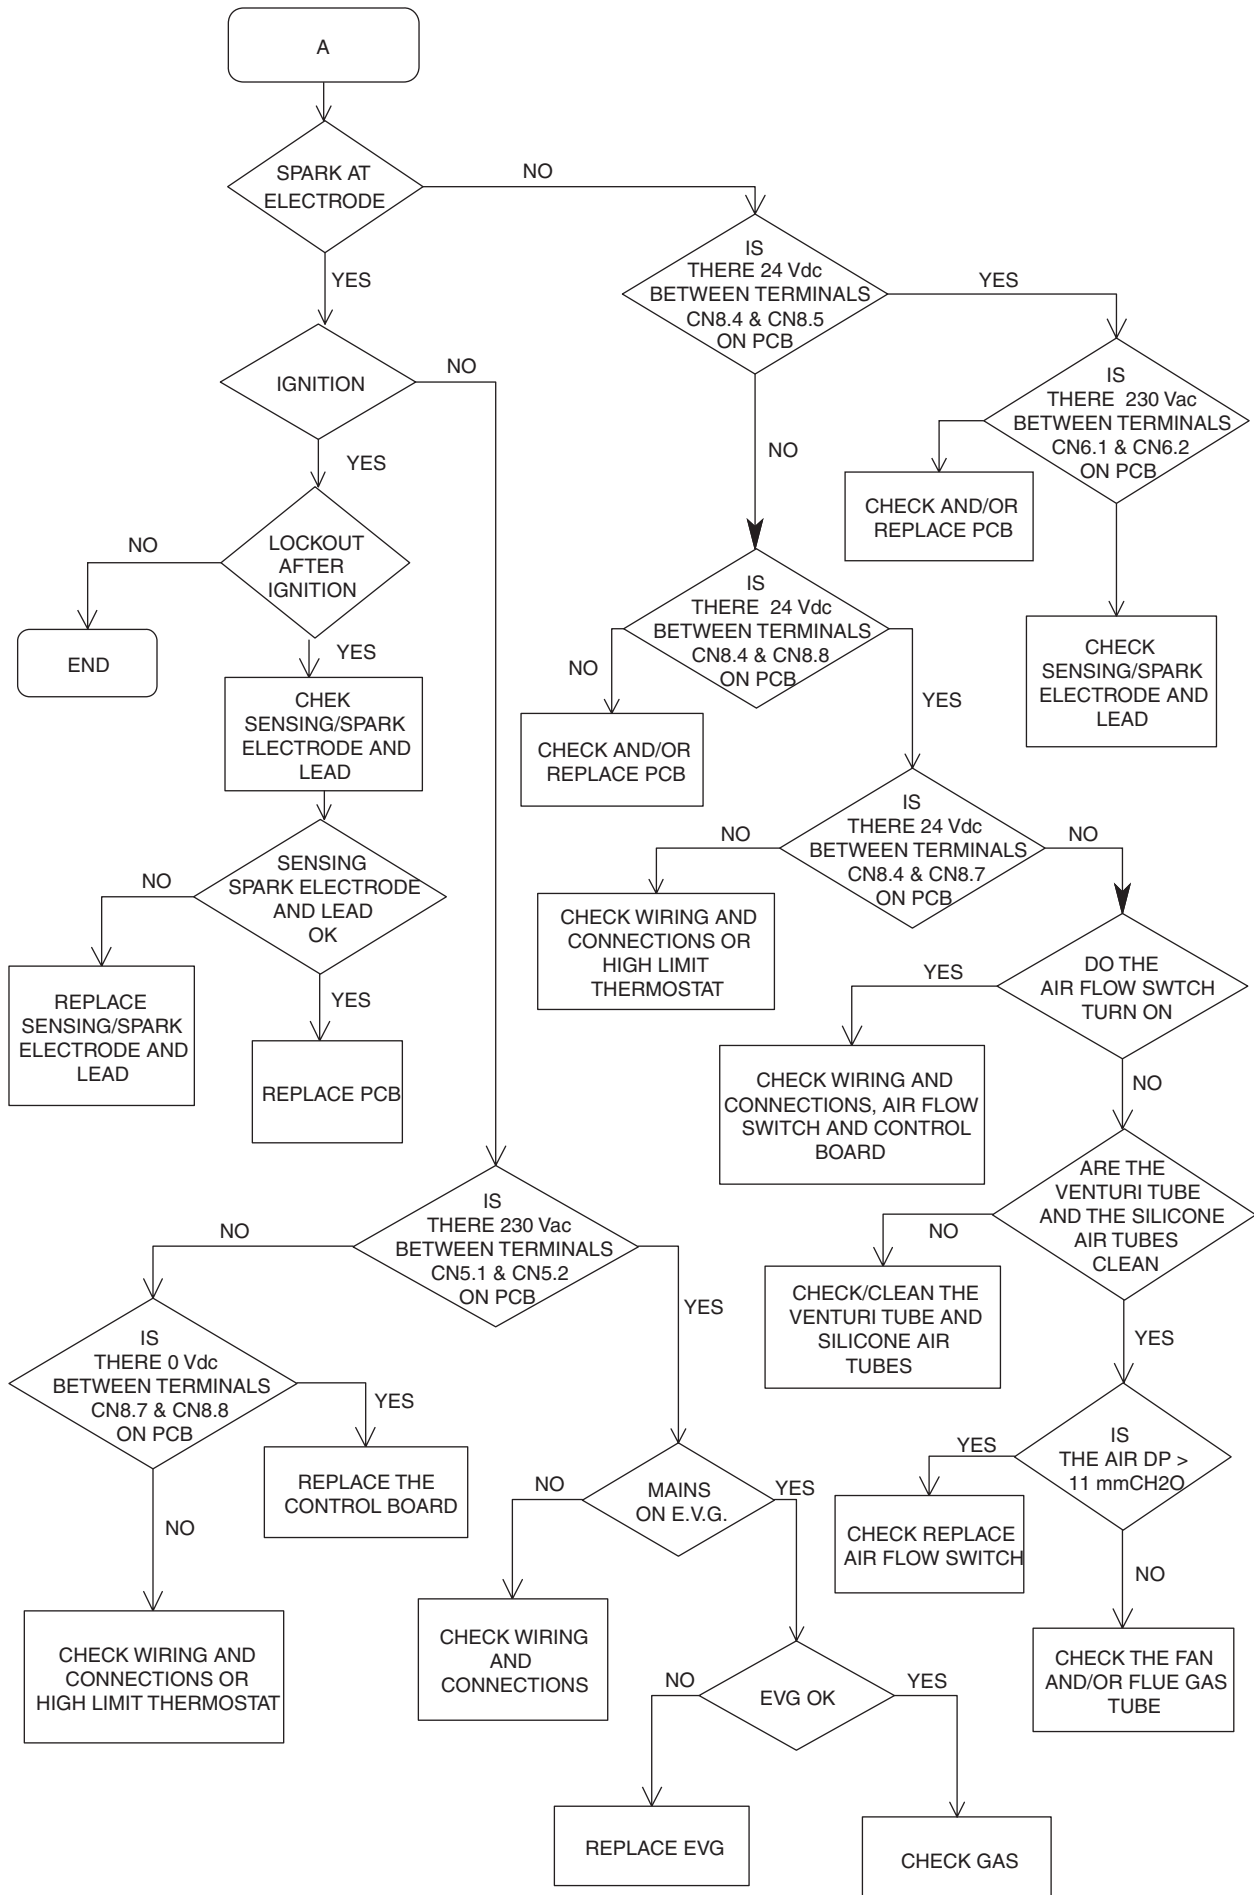 A
SPARK AT
ELECTRODE
NO
YES
IS
THERE 24 Vdc
BETWEEN TERMINALS
CN8.4 & CN8.5
ON PCB
YES
NO
IS
THERE 230 Vac
BETWEEN TERMINALS
CN6.1 & CN6.2
ON PCB
CHECK AND/OR
REPLACE PCB
CHECK
SENSING/SPARK
ELECTRODE AND
LEAD
IGNITION
NO
YES
LOCKOUT
AFTER
IGNITION
NO
END
YES
CHEK
SENSING/SPARK
ELECTRODE AND
LEAD
SENSING
SPARK ELECTRODE
AND LEAD
OK
NO
REPLACE
SENSING/SPARK
ELECTRODE AND
LEAD
YES
REPLACE PCB
IS
THERE 24 Vdc
BETWEEN TERMINALS
CN8.4 & CN8.8
ON PCB
NO
CHECK AND/OR
REPLACE PCB
YES
IS
THERE 24 Vdc
BETWEEN TERMINALS
CN8.4 & CN8.7
ON PCB
NO
CHECK WIRING AND
CONNECTIONS OR
HIGH LIMIT
THERMOSTAT
NO
DO THE
AIR FLOW SWTCH
TURN ON
YES
CHECK WIRING AND
CONNECTIONS, AIR FLOW
SWITCH AND CONTROL
BOARD
NO
ARE THE
VENTURI TUBE
AND THE SILICONE
AIR TUBES
CLEAN
NO
CHECK/CLEAN THE
VENTURI TUBE AND
SILICONE AIR
TUBES
YES
IS
THE AIR DP >
11 mmCH2O
YES
CHECK REPLACE
AIR FLOW SWITCH
NO
CHECK THE FAN
AND/OR FLUE GAS
TUBE
IS
THERE 230 Vac
BETWEEN TERMINALS
CN5.1 & CN5.2
ON PCB
NO
YES
IS
THERE 0 Vdc
BETWEEN TERMINALS
CN8.7 & CN8.8
ON PCB
YES
REPLACE THE
CONTROL BOARD
NO
CHECK WIRING AND
CONNECTIONS OR
HIGH LIMIT THERMOSTAT
MAINS
ON E.V.G.
NO
CHECK WIRING
AND
CONNECTIONS
YES
EVG OK
NO
REPLACE EVG
YES
CHECK GAS